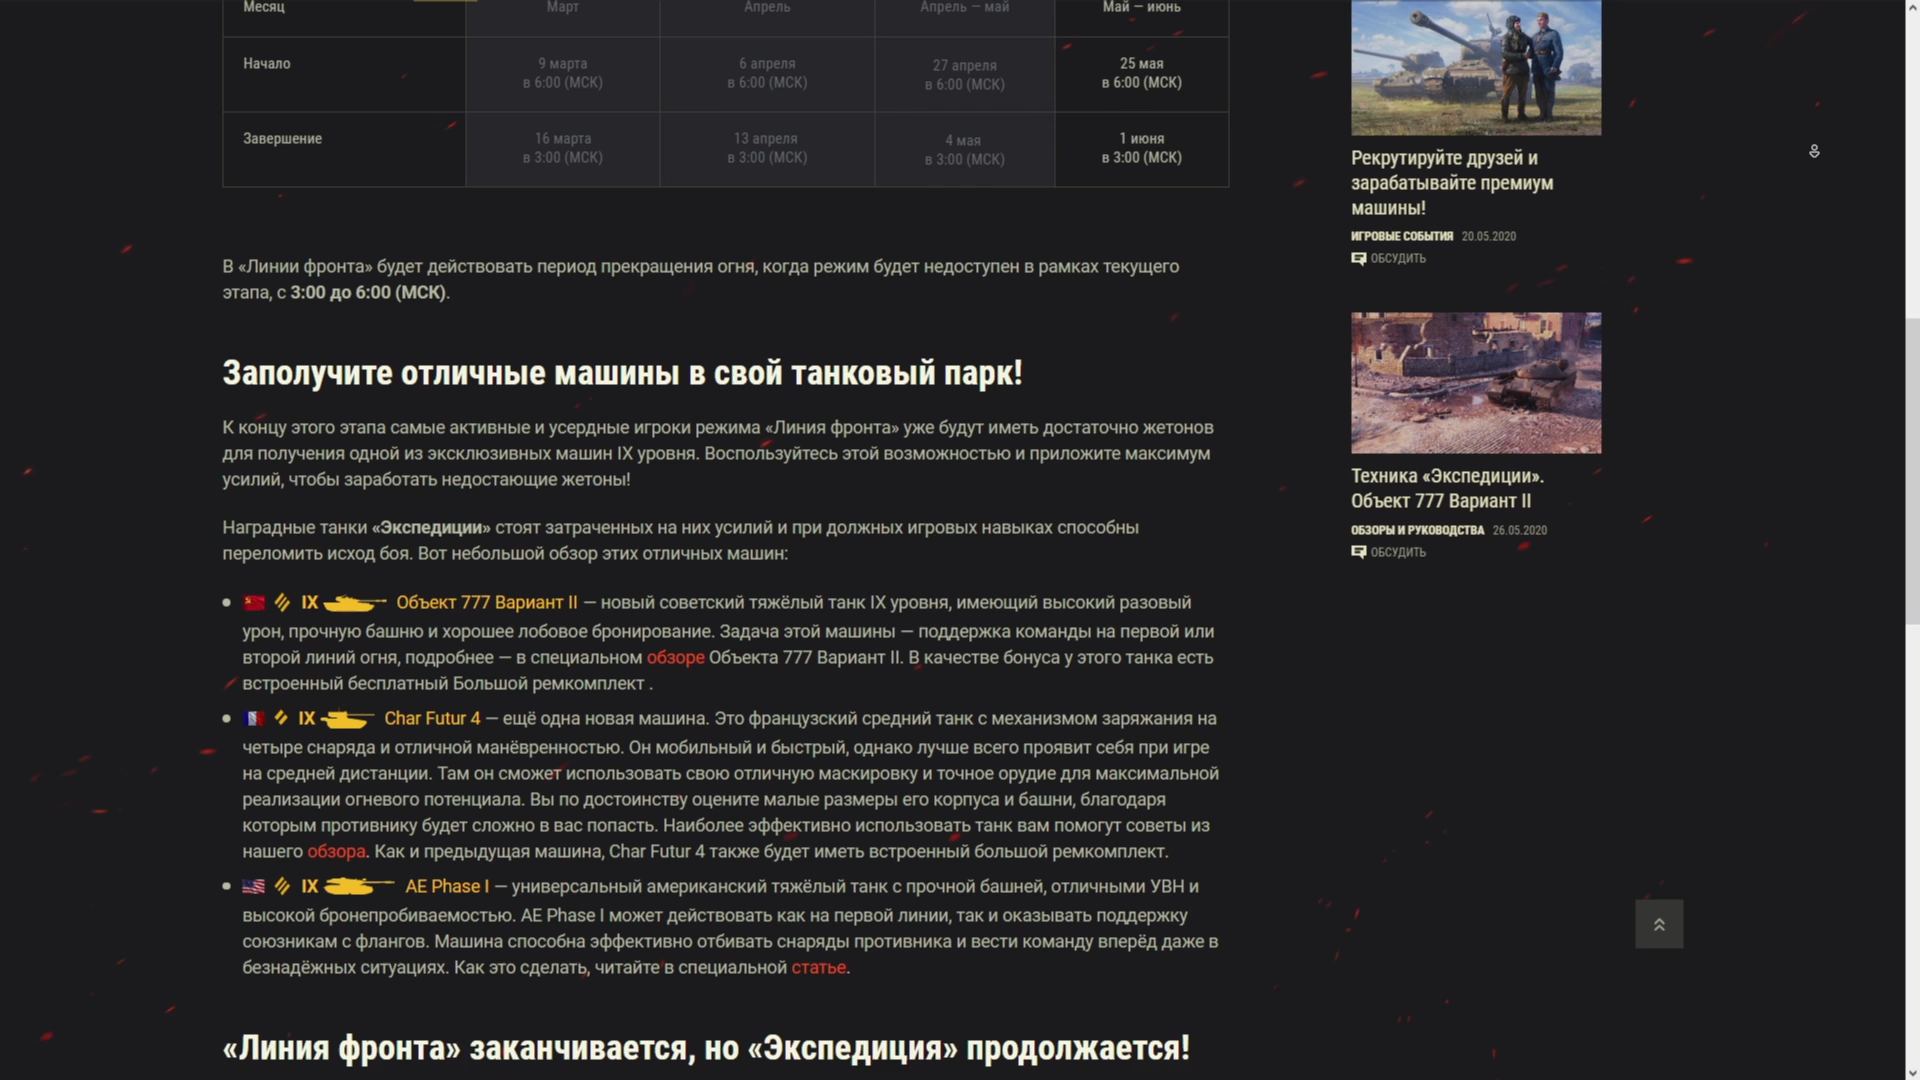 Месяц Март Апрель Апрель — май Май — июнь
Начало 9 марта 6 апреля 27 апреля 25 мая
в 6:00 (МСК) в 6:00 (МСК) в 6:00 (МСК) в 6:00 (МСК)
Завершение 16 марта 13 апреля 4 мая 1 июня
в 3:00 (МСК) в 3:00 (МСК) в 3:00 (МСК) в 3:00 (МСК)
В «Линии фронта» будет действовать период прекращения огня, когда режим будет недоступен в рамках текущего
этапа, с 3:00 до 6:00 (МСК).
Заполучите отличные машины в свой танковый парк!
К концу этого этапа самые активные и усердные игроки режима «Линия фронта» уже будут иметь достаточно жетонов
для получения одной из эксклюзивных машин IX уровня. Воспользуйтесь этой возможностью и приложите максимум
усилий, чтобы заработать недостающие жетоны!
Наградные танки «Экспедиции» стоят затраченных на них усилий и при должных игровых навыках способны
переломить исход боя. Вот небольшой обзор этих отличных машин:
IX Объект 777 Вариант II — новый советский тяжёлый танк IX уровня, имеющий высокий разовый
урон, прочную башню и хорошее лобовое бронирование. Задача этой машины — поддержка команды на первой или
второй линий огня, подробнее — в специальном обзоре Объекта 777 Вариант II. В качестве бонуса у этого танка есть
встроенный бесплатный Большой ремкомплект .
IX Char Futur 4 — ещё одна новая машина. Это французский средний танк с механизмом заряжания на
четыре снаряда и отличной манёвренностью. Он мобильный и быстрый, однако лучше всего проявит себя при игре
на средней дистанции. Там он сможет использовать свою отличную маскировку и точное орудие для максимальной
реализации огневого потенциала. Вы по достоинству оцените малые размеры его корпуса и башни, благодаря
которым противнику будет сложно в вас попасть. Наиболее эффективно использовать танк вам помогут советы из
нашего обзора. Как и предыдущая машина, Char Futur 4 также будет иметь встроенный большой ремкомплект.
IX AE Phase I — универсальный американский тяжёлый танк с прочной башней, отличными УВН и
высокой бронепробиваемостью. AE Phase I может действовать как на первой линии, так и оказывать поддержку
союзникам с флангов. Машина способна эффективно отбивать снаряды противника и вести команду вперёд даже в
безнадёжных ситуациях. Как это сделать, читайте в специальной статье.
«Линия фронта» заканчивается, но «Экспедиция» продолжается!
Рекрутируйте друзей и
зарабатывайте премиум
машины!
ИГРОВЫЕ СОБЫТИЯ 20.05.2020
ОБСУДИТЬ
Техника «Экспедиции».
Объект 777 Вариант II
ОБЗОРЫ И РУКОВОДСТВА 26.05.2020
ОБСУДИТЬ